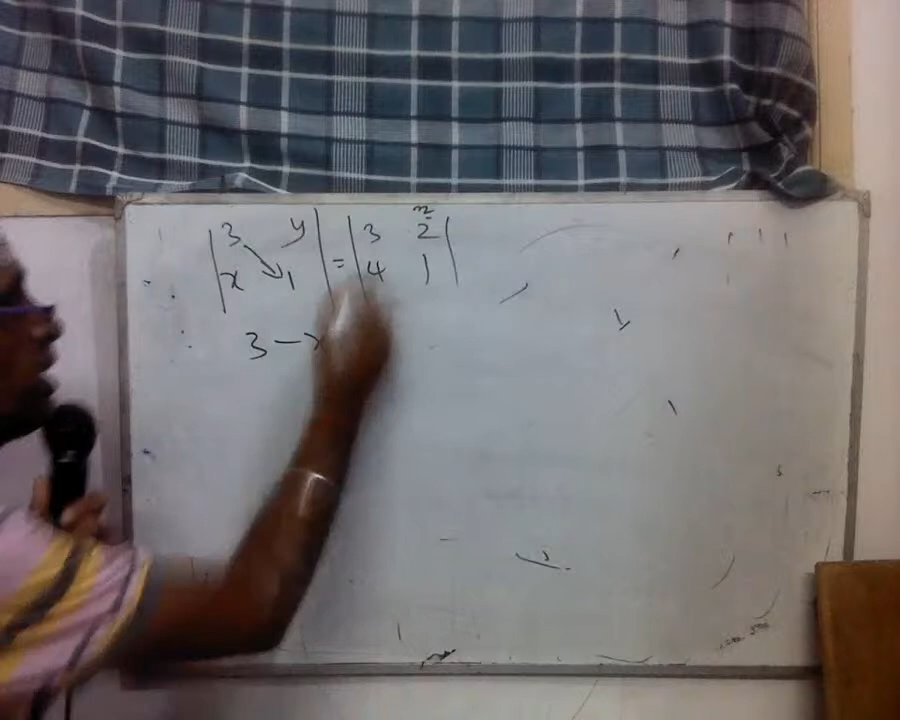 | 3 y | = | 3 2 |
| x 1 | | 4 1 |
3 - x